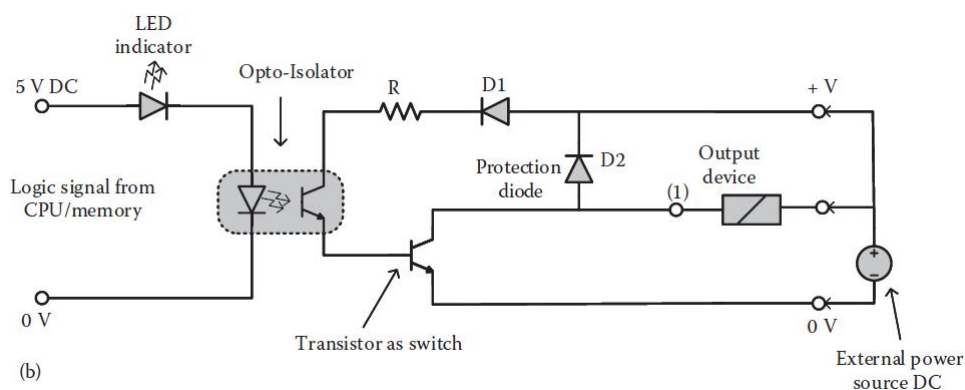 LED
indicator
Opto-Isolator
5 V DC
R
D1
+ V
Protection
diode
D2
Output
device
(1)
Logic signal from
CPU/memory
+
−
0 V
0 V
Transistor as switch
External power
source DC
(b)